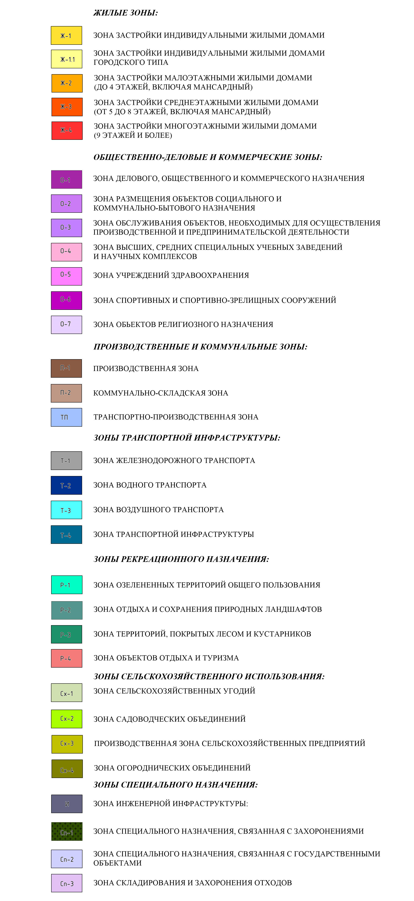 ЖИЛЫЕ ЗОНЫ:
Ж-1 ЗОНА ЗАСТРОЙКИ ИНДИВИДУАЛЬНЫМИ ЖИЛЫМИ ДОМАМИ
Ж-1.1 ЗОНА ЗАСТРОЙКИ ИНДИВИДУАЛЬНЫМИ ЖИЛЫМИ ДОМАМИ
ГОРОДСКОГО ТИПА
Ж-2 ЗОНА ЗАСТРОЙКИ МАЛОЭТАЖНЫМИ ЖИЛЫМИ ДОМАМИ
(ДО 4 ЭТАЖЕЙ, ВКЛЮЧАЯ МАНСАРДНЫЙ)
Ж-3 ЗОНА ЗАСТРОЙКИ СРЕДНЕЭТАЖНЫМИ ЖИЛЫМИ ДОМАМИ
(ОТ 5 ДО 8 ЭТАЖЕЙ, ВКЛЮЧАЯ МАНСАРДНЫЙ)
ЗОНА ЗАСТРОЙКИ МНОГОЭТАЖНЫМИ ЖИЛЫМИ ДОМАМИ
(9 ЭТАЖЕЙ И БОЛЕЕ)
ОБЩЕСТВЕННО-ДЕЛОВЫЕ И КОММЕРЧЕСКИЕ ЗОНЫ:
О-1 ЗОНА ДЕЛОВОГО, ОБЩЕСТВЕННОГО И КОММЕРЧЕСКОГО НАЗНАЧЕНИЯ
О-2 ЗОНА РАЗМЕЩЕНИЯ ОБЪЕКТОВ СОЦИАЛЬНОГО И
КОММУНАЛЬНО-БЫТОВОГО НАЗНАЧЕНИЯ
О-3 ЗОНА ОБСЛУЖИВАНИЯ ОБЪЕКТОВ, НЕОБХОДИМЫХ ДЛЯ ОСУЩЕСТВЛЕНИЯ
ПРОИЗВОДСТВЕННОЙ И ПРЕДПРИНИМАТЕЛЬСКОЙ ДЕЯТЕЛЬНОСТИ
О-4 ЗОНА ВЫСШИХ, СРЕДНИХ СПЕЦИАЛЬНЫХ УЧЕБНЫХ ЗАВЕДЕНИЙ
И НАУЧНЫХ КОМПЛЕКСОВ
О-5 ЗОНА УЧРЕЖДЕНИЙ ЗДРАВООХРАНЕНИЯ
О-6 ЗОНА СПОРТИВНЫХ И СПОРТИВНО-ЗРЕЛИЩНЫХ СООРУЖЕНИЙ
О-7 ЗОНА ОБЪЕКТОВ РЕЛИГИОЗНОГО НАЗНАЧЕНИЯ
ПРОИЗВОДСТВЕННЫЕ И КОММУНАЛЬНЫЕ ЗОНЫ:
П-1 ПРОИЗВОДСТВЕННАЯ ЗОНА
П-2 КОММУНАЛЬНО-СКЛАДСКАЯ ЗОНА
ТП ТРАНСПОРТНО-ПРОИЗВОДСТВЕННАЯ ЗОНА
ЗОНЫ ТРАНСПОРТНОЙ ИНФРАСТРУКТУРЫ:
Т-1 ЗОНА ЖЕЛЕЗНОДОРОЖНОГО ТРАНСПОРТА
Т-2 ЗОНА ВОДНОГО ТРАНСПОРТА
Т-3 ЗОНА ВОЗДУШНОГО ТРАНСПОРТА
ЗОНА ТРАНСПОРТНОЙ ИНФРАСТРУКТУРЫ
ЗОНЫ РЕКРЕАЦИОННОГО НАЗНАЧЕНИЯ:
Р-1 ЗОНА ОЗЕЛЕНЕННЫХ ТЕРРИТОРИЙ ОБЩЕГО ПОЛЬЗОВАНИЯ
Р-2 ЗОНА ОТДЫХА И СОХРАНЕНИЯ ПРИРОДНЫХ ЛАНДШАФТОВ
Р-3 ЗОНА ТЕРРИТОРИЙ, ПОКРЫТЫХ ЛЕСОМ И КУСТАРНИКОВ
Р-4 ЗОНА ОБЪЕКТОВ ОТДЫХА И ТУРИЗМА
ЗОНЫ СЕЛЬСКОХОЗЯЙСТВЕННОГО ИСПОЛЬЗОВАНИЯ:
Сх-1 ЗОНА СЕЛЬСКОХОЗЯЙСТВЕННЫХ УГОДИЙ
Сх-2 ЗОНА САДОВОДЧЕСКИХ ОБЪЕДИНЕНИЙ
Сх-3 ПРОИЗВОДСТВЕННАЯ ЗОНА СЕЛЬСКОХОЗЯЙСТВЕННЫХ ПРЕДПРИЯТИЙ
ЗОНА ОГОРОДНИЧЕСКИХ ОБЪЕДИНЕНИЙ
ЗОНЫ СПЕЦИАЛЬНОГО НАЗНАЧЕНИЯ:
ЗОНА ИНЖЕНЕРНОЙ ИНФРАСТРУКТУРЫ:
Сп-1 ЗОНА СПЕЦИАЛЬНОГО НАЗНАЧЕНИЯ, СВЯЗАННАЯ С ЗАХОРОНЕНИЯМИ
Сп-2 ЗОНА СПЕЦИАЛЬНОГО НАЗНАЧЕНИЯ, СВЯЗАННАЯ С ГОСУДАРСТВЕННЫМИ
ОБЪЕКТАМИ
Сп-3 ЗОНА СКЛАДИРОВАНИЯ И ЗАХОРОНЕНИЯ ОТХОДОВ